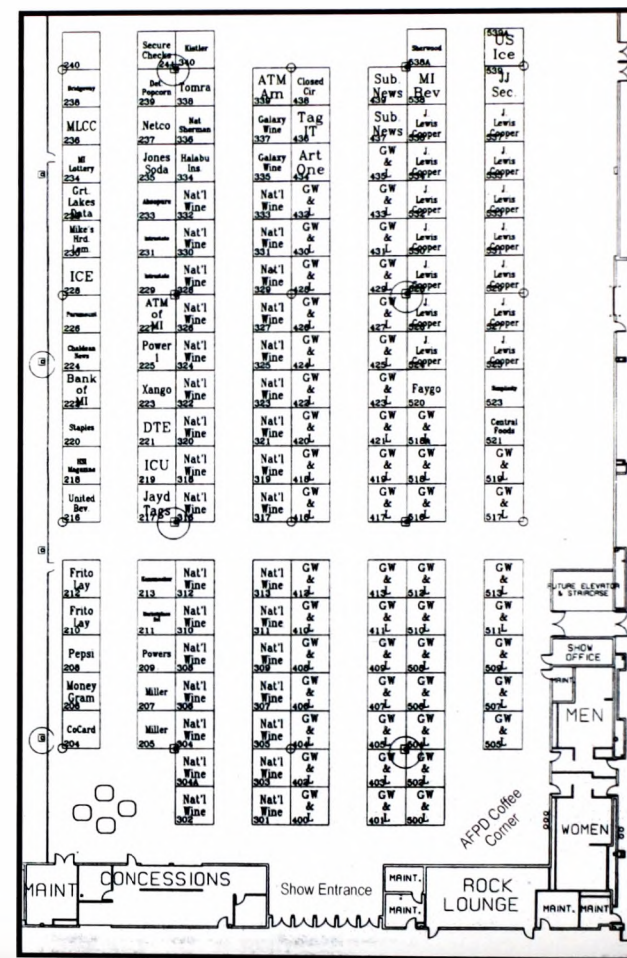 240
Bridgeway
238
MLCC
236
MI
Lottery
234
Grt.
Lakes
Data
Mike's
Hrd.
Lem.
230
ICE
228
Paramount
226
Chaldean
News
224
Bank
of
MI
222
Staples
220
Magazine
218
United
Bev.
216
Frito
Lay
212
Frito
Lay
210
Pepsi
208
Money
Gram
206
CoCard
204
Secure
Checks
241
Det.
Popcorn
239
Netco
237
Jones
Soda
235
233
231
229
ATM
of
MI
227
Power
1
225
Xango
223
DTE
221
ICU
219
Jayd
Tags
217
213
211
Powers
209
Miller
207
Miller
205
Kistler
340
Tomra
338
Nat
Sherman
336
Halabu
Ins.
334
Nat'l
Wine
332
Nat'l
Wine
330
Nat'l
Wine
328
Nat'l
Wine
326
Nat'l
Wine
324
Nat'l
Wine
322
Nat'l
Wine
320
Nat'l
Wine
318
Nat'l
Wine
316
Nat'l
Wine
312
Nat'l
Wine
310
Nat'l
Wine
308
Nat'l
Wine
306
Nat'l
Wine
304
Nat'l
Wine
304A
Nat'l
Wine
302
ATM
Am
339
Galaxy
Wine
337
Galaxy
Wine
335
Nat'l
Wine
333
Nat'l
Wine
331
Nat'l
Wine
329
Nat'l
Wine
327
Nat'l
Wine
325
Nat'l
Wine
323
Nat'l
Wine
321
Nat'l
Wine
319
Nat'l
Wine
317
Nat'l
Wine
313
Nat'l
Wine
311
Nat'l
Wine
309
Nat'l
Wine
307
Nat'l
Wine
305
Nat'l
Wine
303
Nat'l
Wine
301
Closed
Cir
438
Tag
IT
436
Art
One
434
GW
&
L
432
GW
&
L
430
GW
&
L
428
GW
&
L
426
GW
&
L
424
GW
&
L
422
GW
&
L
420
GW
&
L
418
GW
&
L
416
GW
&
L
412
GW
&
L
410
GW
&
L
408
GW
&
L
406
GW
&
L
404
GW
&
L
402
GW
&
L
400
Sub.
News
439
Sub.
News
437
GW
&
L
435
GW
&
L
433
GW
&
L
431
GW
&
L
429
GW
&
L
427
GW
&
L
425
GW
&
L
423
GW
&
L
421
GW
&
L
419
GW
&
L
417
GW
&
L
413
GW
&
L
411
GW
&
L
409
GW
&
L
407
GW
&
L
405
GW
&
L
403
GW
&
L
401
Sherwood
538A
MI
Bev
538
J.
Lewis
Cooper
J.
Lewis
Cooper
J.
Lewis
Cooper
J.
Lewis
Cooper
J.
Lewis
Cooper
J.
Lewis
Cooper
J.
Lewis
Cooper
Faygo
520
GW
&
L
GW
&
L
518
GW
&
L
516
GW
&
L
512
GW
&
L
510
GW
&
L
508
GW
&
L
506
GW
&
L
504
GW
&
L
502
GW
&
L
500
539A
US
Ice
539
JJ
Sec.
J.
Lewis
Cooper
J.
Lewis
Cooper
J.
Lewis
Cooper
J.
Lewis
Cooper
J.
Lewis
Cooper
J.
Lewis
Cooper
J.
Lewis
Cooper
523
Central
Foods
521
GW
&
L
519
GW
&
L
517
GW
&
L
513
GW
&
L
511
GW
&
L
509
GW
&
L
507
GW
&
L
505
FUTURE ELEVATOR
& STAIRCASE
SHOW
OFFICE
MAINT.
MEN
WOMEN
AFPD Coffee
Corner
MAINT.
CONCESSIONS
Show Entrance
MAINT.
MAINT.
ROCK
LOUNGE
MAINT.
MAINT